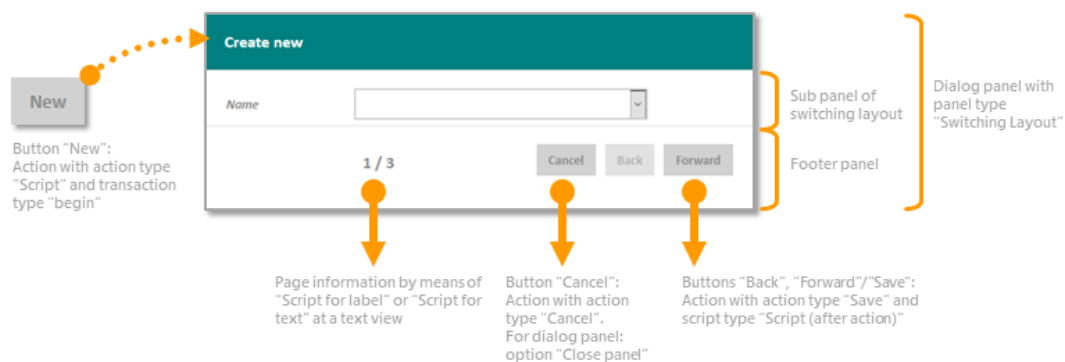 Create new
New
Name
Sub panel of
switching layout
Dialog panel with
panel type
"Switching Layout"
Button "New":
Action with action type
"Script" and transaction
type "begin"
1 / 3
Cancel
Back
Forward
Footer panel
Page information by means of
"Script for label" or "Script for
text" at a text view
Button "Cancel":
Action with action
type "Cancel".
For dialog panel:
option "Close panel"
Buttons "Back", "Forward"/"Save":
Action with action type "Save" and
script type "Script (after action)"